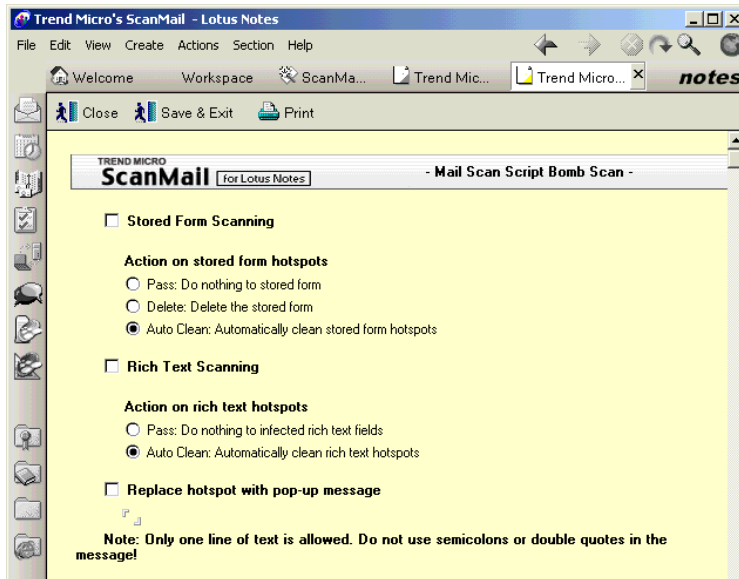 Trend Micro's ScanMail - Lotus Notes
File Edit View Create Actions Section Help
Welcome Workspace ScanMa... Trend Mic... Trend Micro... notes
Close Save & Exit Print
TREND MICRO
ScanMail for Lotus Notes - Mail Scan Script Bomb Scan -
Stored Form Scanning
Action on stored form hotspots
Pass: Do nothing to stored form
Delete: Delete the stored form
Auto Clean: Automatically clean stored form hotspots
Rich Text Scanning
Action on rich text hotspots
Pass: Do nothing to infected rich text fields
Auto Clean: Automatically clean rich text hotspots
Replace hotspot with pop-up message
Note: Only one line of text is allowed. Do not use semicolons or double quotes in the
message!